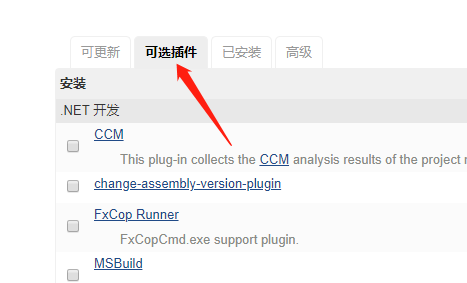 可更新 可选插件 已安装 高级
安装
.NET 开发
CCM
This plug-in collects the CCM analysis results of the project
change-assembly-version-plugin
FxCop Runner
FxCopCmd.exe support plugin.
MSBuild